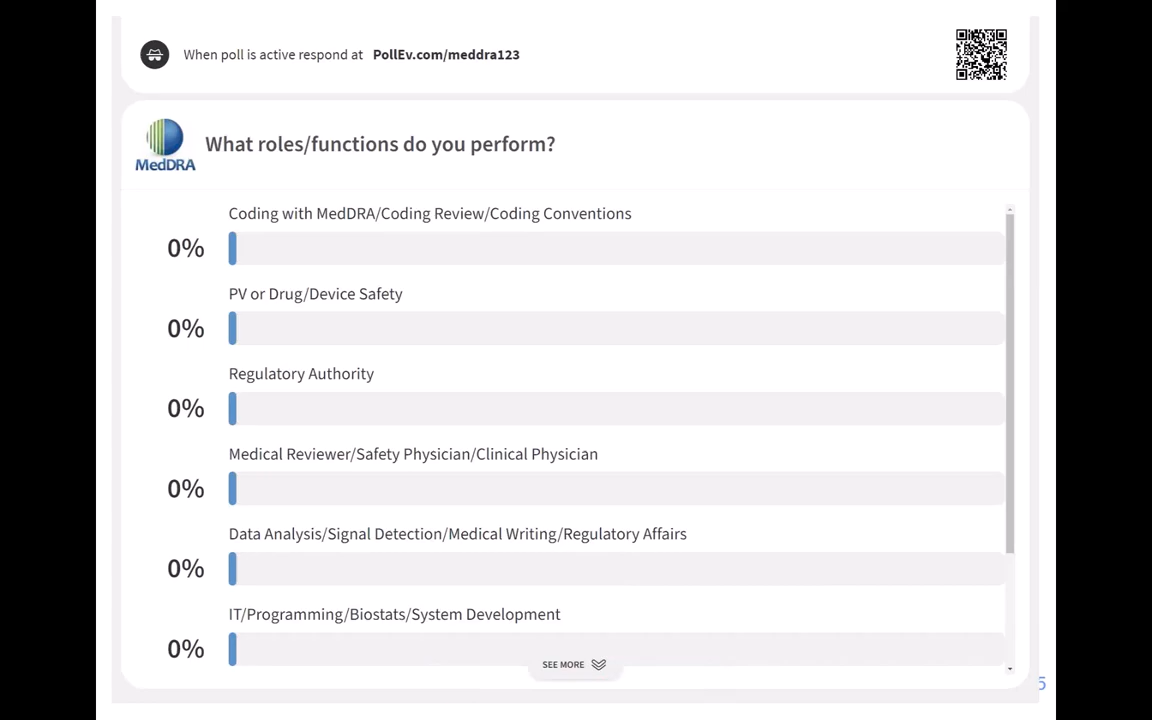 When poll is active respond at PollEv.com/meddra123
MedDRA
What roles/functions do you perform?
Coding with MedDRA/Coding Review/Coding Conventions
0%
PV or Drug/Device Safety
0%
Regulatory Authority
0%
Medical Reviewer/Safety Physician/Clinical Physician
0%
Data Analysis/Signal Detection/Medical Writing/Regulatory Affairs
0%
IT/Programming/Biostats/System Development
0%
SEE MORE
5